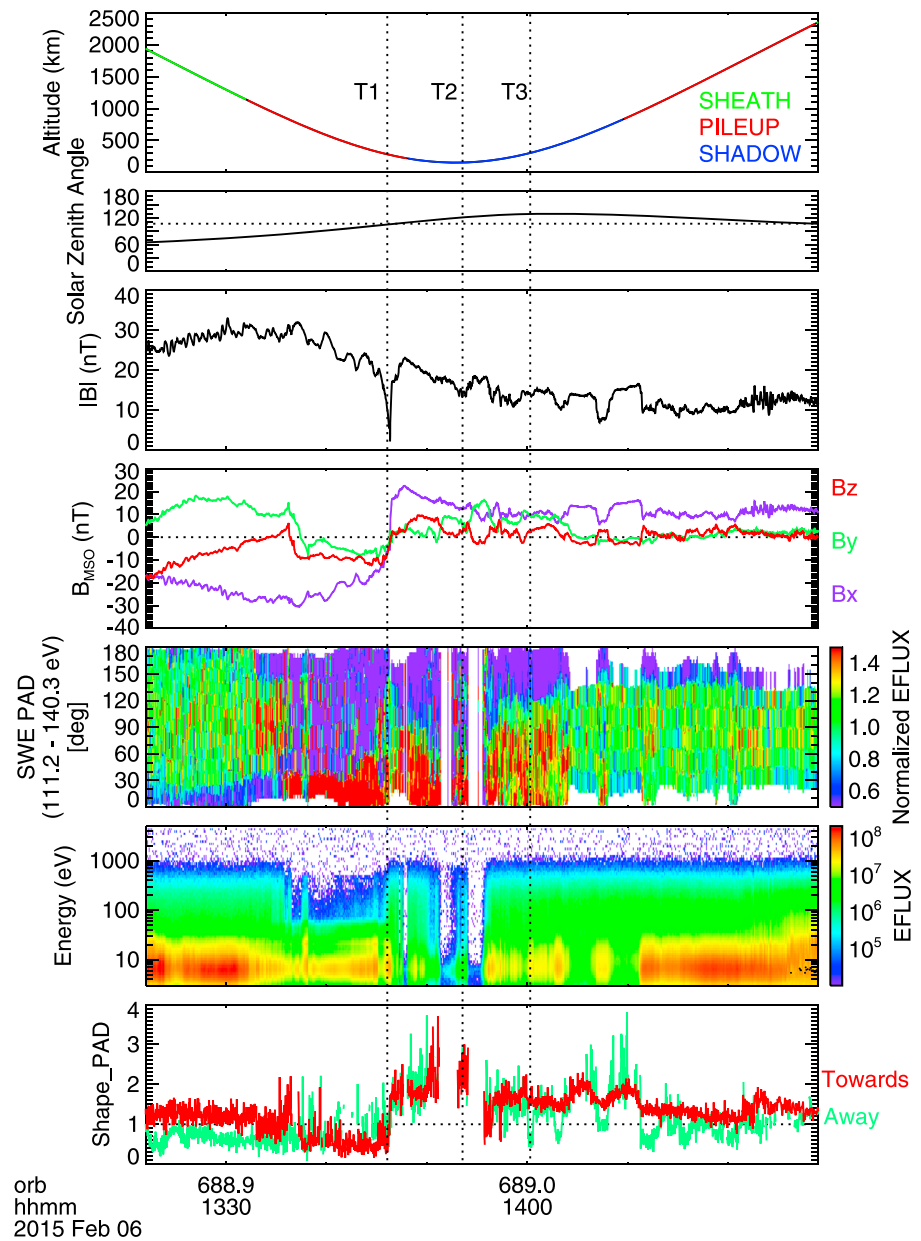 2500
2000
1500
1000
500
0
Altitude (km)
T1
T2
T3
SHEATH
PILEUP
SHADOW
180
120
60
0
Solar Zenith Angle
40
30
20
10
0
|B| (nT)
30
20
10
0
-10
-20
-30
-40
B_MSO (nT)
Bz
By
Bx
180
150
120
90
60
30
0
SWE PAD
(111.2 - 140.3 eV)
[deg]
1.4
1.2
1.0
0.8
0.6
Normalized EFLUX
1000
100
10
Energy (eV)
10^8
10^7
10^6
10^5
EFLUX
4
3
2
1
0
Shape_PAD
Towards
Away
orb 688.9 689.0
hhmm 1330 1400
2015 Feb 06